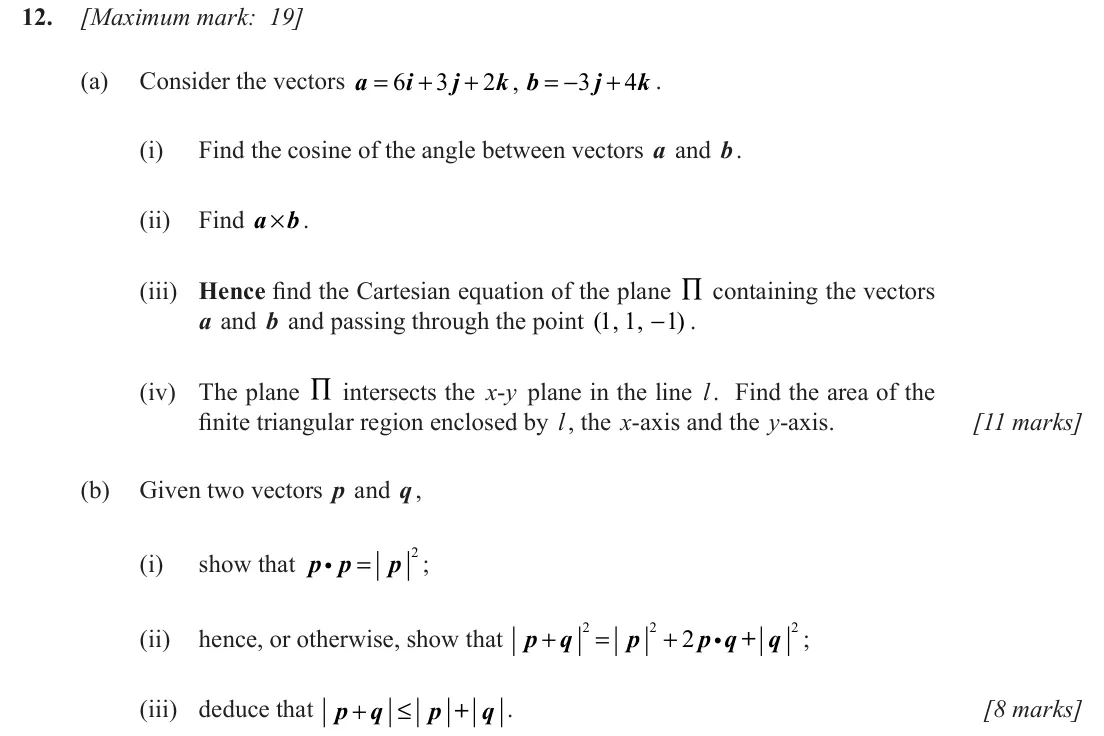 12. [Maximum mark: 19]
(a) Consider the vectors a = 6i + 3j + 2k, b = −3j + 4k.
(i) Find the cosine of the angle between vectors a and b.
(ii) Find a × b.
(iii) Hence find the Cartesian equation of the plane Π containing the vectors
a and b and passing through the point (1, 1, −1).
(iv) The plane Π intersects the x-y plane in the line l. Find the area of the
finite triangular region enclosed by l, the x-axis and the y-axis. [11 marks]
(b) Given two vectors p and q,
(i) show that p • p = | p |²;
(ii) hence, or otherwise, show that | p + q |² = | p |² + 2p • q + | q |²;
(iii) deduce that | p + q | ≤ | p | + | q |. [8 marks]